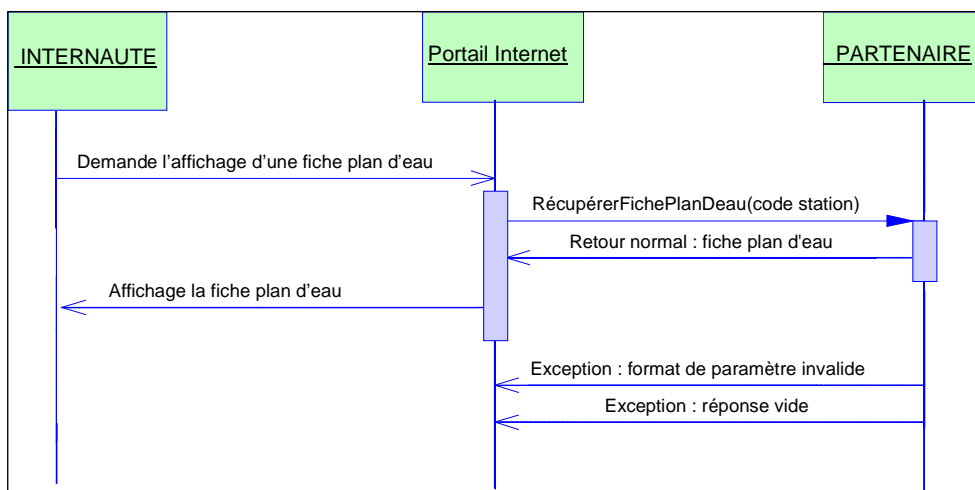 INTERNAUTE
Portail Internet
PARTENAIRE
Demande l'affichage d'une fiche plan d'eau
RécupérerFichePlanDeau(code station)
Retour normal : fiche plan d'eau
Affichage la fiche plan d'eau
Exception : format de paramètre invalide
Exception : réponse vide